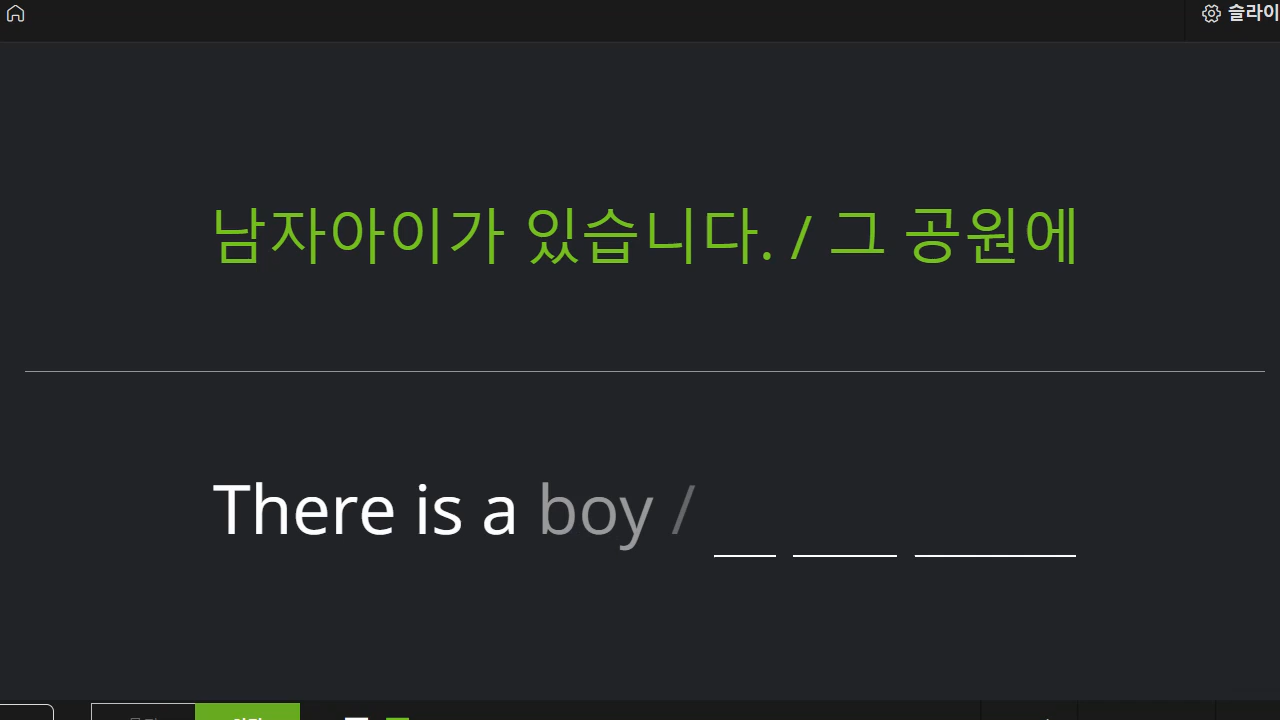 슬라이
남자아이가 있습니다. / 그 공원에
There is a boy /